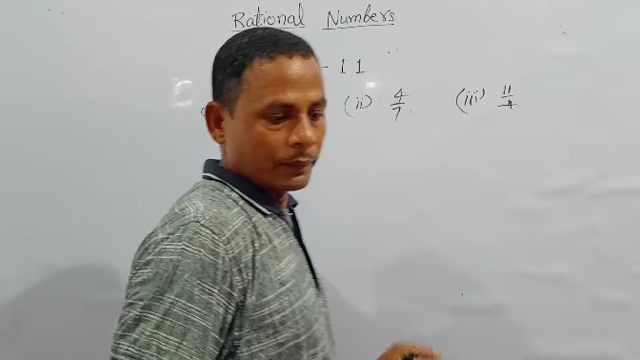 Rational Numbers
- 11
(ii) 4/7 (iii) 11/-4